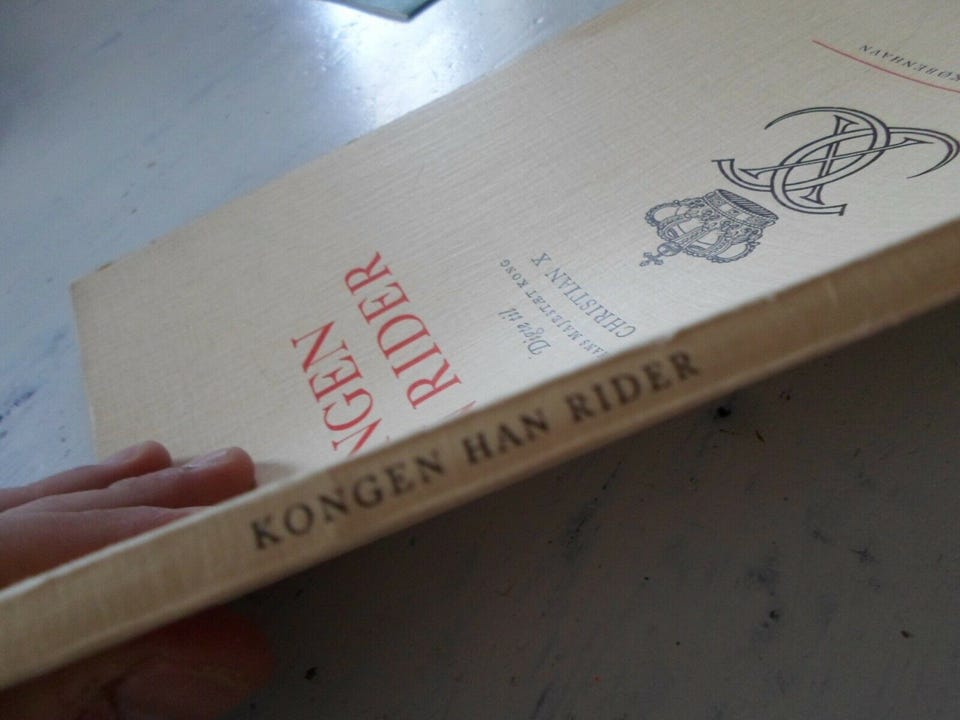 KONGEN HAN RIDER
NGEN
RIDER
Digte til
HANS MAJESTÆT KONG
CHRISTIAN X
KØBENHAVN